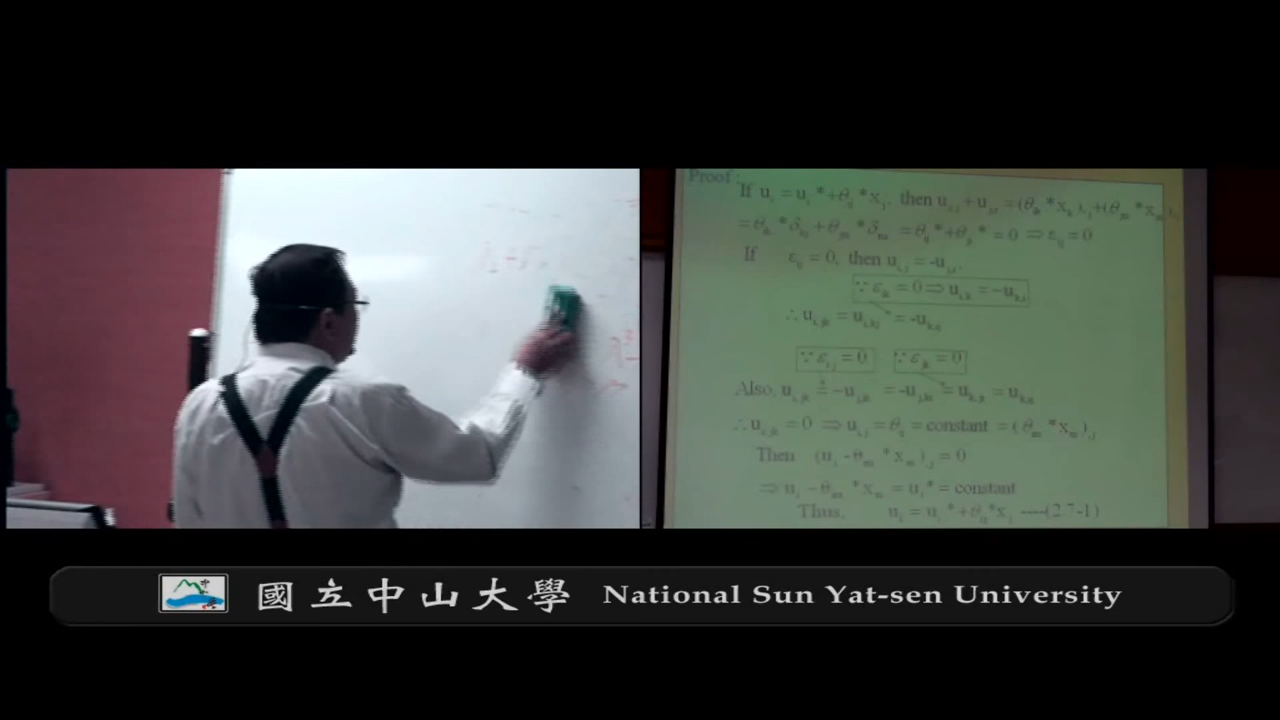 Proof :
If u_i = u_i * + θ_ij * x_j, then u_i,j + u_j,i = (θ_ik * x_k),_j + (θ_jm * x_m),_i
= θ_ik * δ_kj + θ_jm * δ_mi = θ_ij * + θ_ji * = 0 ⇒ ε_ij = 0
If ε_ij = 0, then u_i,j = -u_j,i.
∵ ε_ik = 0 ⇒ u_i,k = -u_k,i
∴ u_i,jk = u_i,kj = -u_k,ij
∵ ε_ij = 0 ∵ ε_jk = 0
Also, u_i,jk = -u_j,ik = -u_j,ki = u_k,ji = u_k,ij
∴ u_i,jk = 0 ⇒ u_i,j = θ_ij = constant = (θ_im * x_m),_j
Then (u_i - θ_im * x_m),_j = 0
⇒ u_i - θ_im * x_m = u_i * = constant
Thus, u_i = u_i * + θ_ij * x_j ----(2.7-1)
國立中山大學 National Sun Yat-sen University